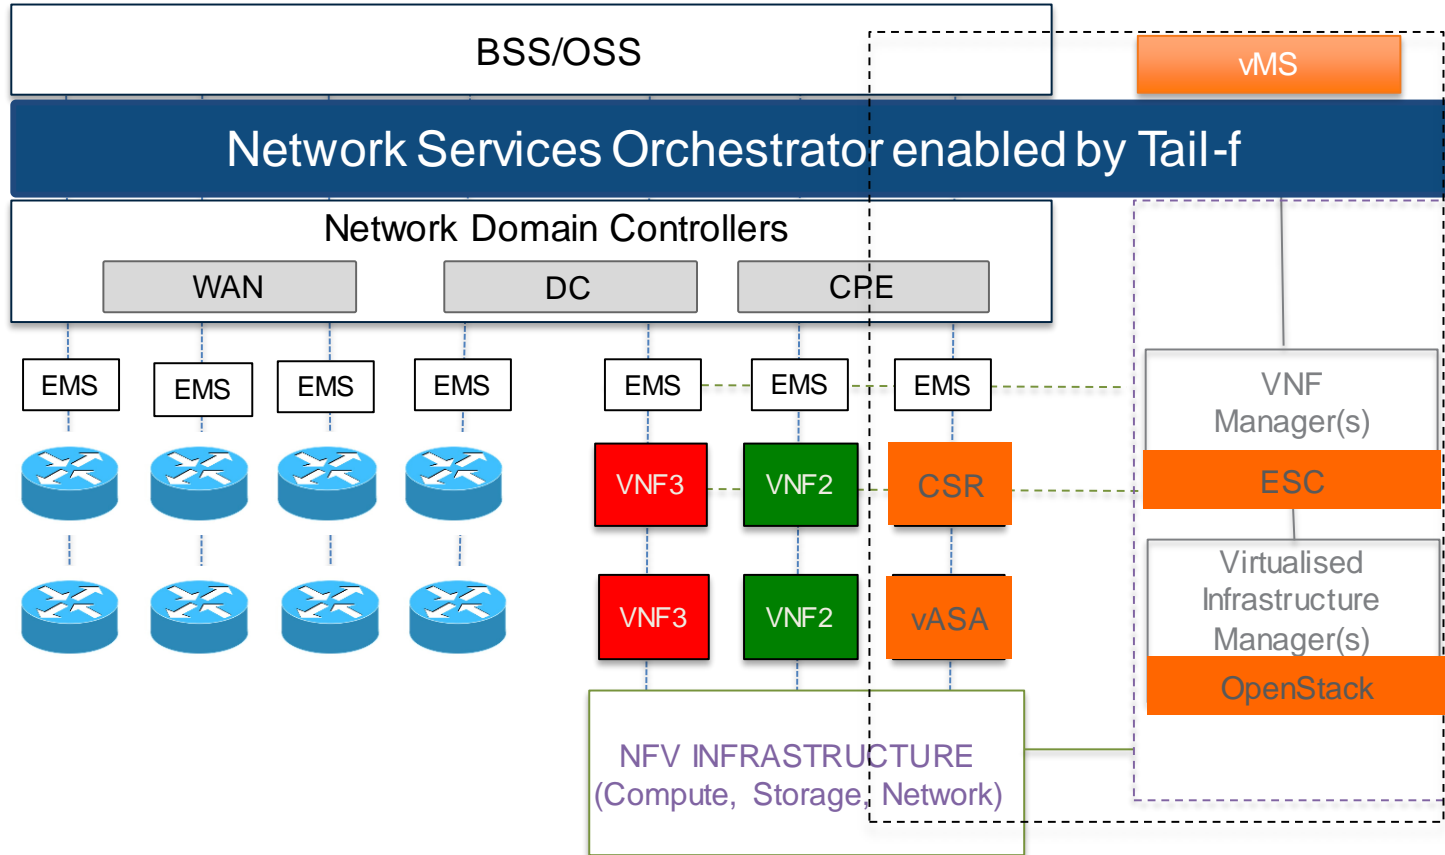 BSS/OSS
vMS
Network Services Orchestrator enabled by Tail-f
Network Domain Controllers
WAN
DC
CPE
EMS
EMS
EMS
EMS
EMS
EMS
EMS
VNF
Manager(s)
ESC
VNF3
VNF2
CSR
Virtualised
Infrastructure
Manager(s)
OpenStack
VNF3
VNF2
vASA
NFV INFRASTRUCTURE
(Compute, Storage, Network)